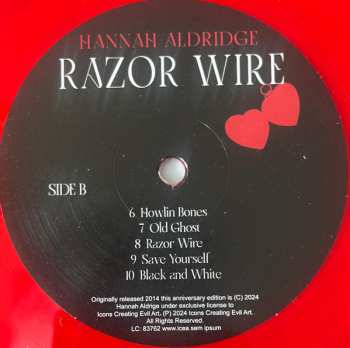 HANNAH ALDRIDGE
RAZOR WIRE
SIDE B
6 Howlin Bones
7 Old Ghost
8 Razor Wire
9 Save Yourself
10 Black and White
Originally released 2014 this anniversary edition is (C) 2024
Hannah Aldrige under exclusive license to
Icons Creating Evil Art. (P) 2024 Icons Creating Evil Art.
All Rights Reserved.
LC: 83762 www.icea.sem ipsum